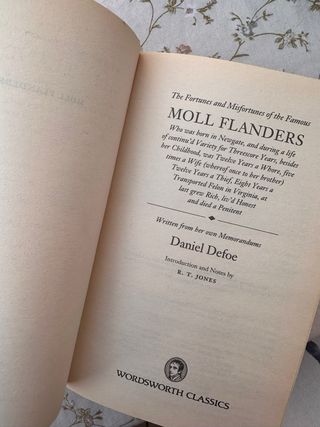 The Fortunes and Misfortunes of the Famous
MOLL FLANDERS
Who was born in Newgate, and during a life
of continu'd Variety for Threescore Years, besides
her Childhood, was Twelve Years a Whore, five
times a Wife (whereof once to her brother)
Twelve Years a Thief, Eight Years a
Transported Felon in Virginia, at
last grew Rich, liv'd Honest
and died a Penitent
Written from her own Memorandums
Daniel Defoe
Introduction and Notes by
R. T. JONES
WORDSWORTH CLASSICS